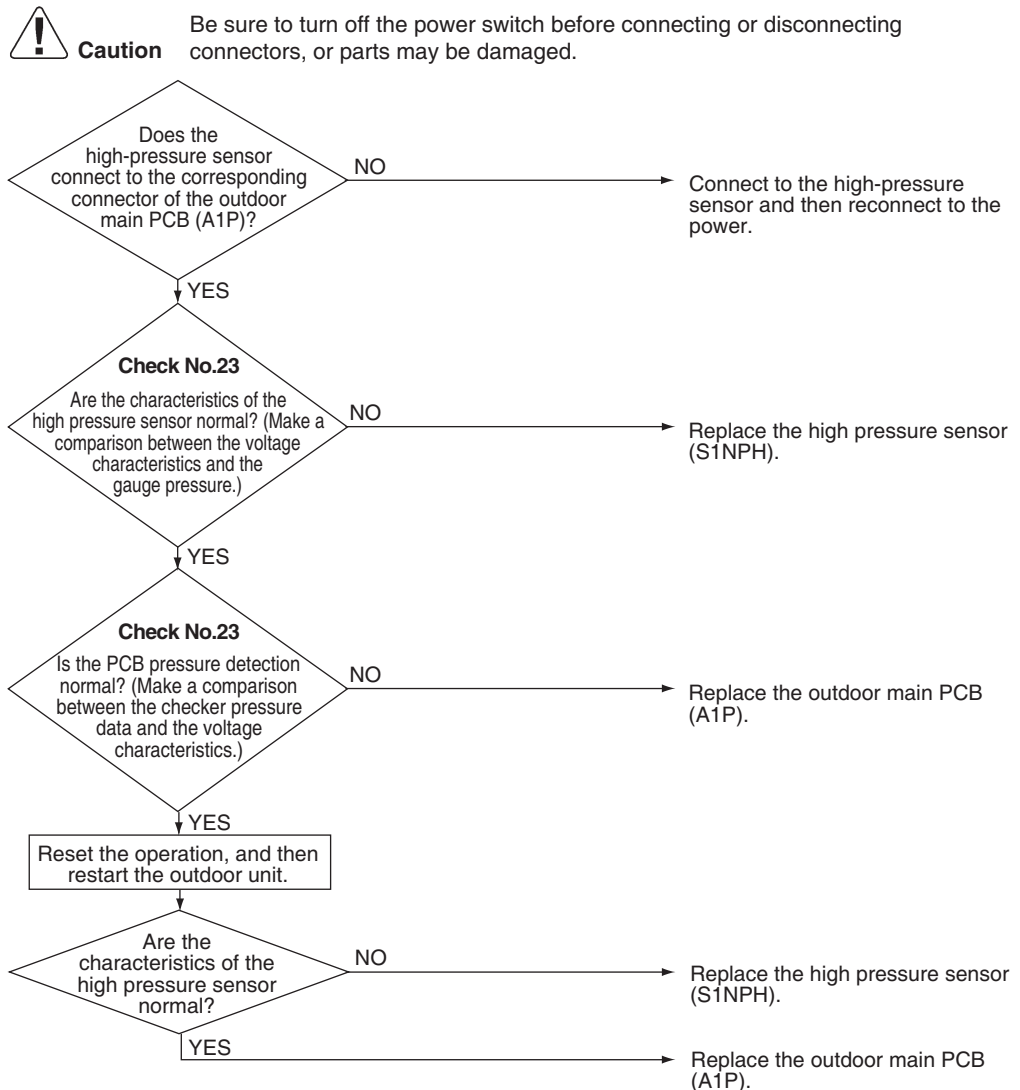 Be sure to turn off the power switch before connecting or disconnecting
Caution connectors, or parts may be damaged.
Does the
high-pressure sensor
connect to the corresponding
connector of the outdoor
main PCB (A1P)?
NO
Connect to the high-pressure
sensor and then reconnect to the
power.
YES
Check No.23
Are the characteristics of the
high pressure sensor normal? (Make a
comparison between the voltage
characteristics and the
gauge pressure.)
NO
Replace the high pressure sensor
(S1NPH).
YES
Check No.23
Is the PCB pressure detection
normal? (Make a comparison
between the checker pressure
data and the voltage
characteristics.)
NO
Replace the outdoor main PCB
(A1P).
YES
Reset the operation, and then
restart the outdoor unit.
Are the
characteristics of the
high pressure sensor
normal?
NO
Replace the high pressure sensor
(S1NPH).
YES
Replace the outdoor main PCB
(A1P).